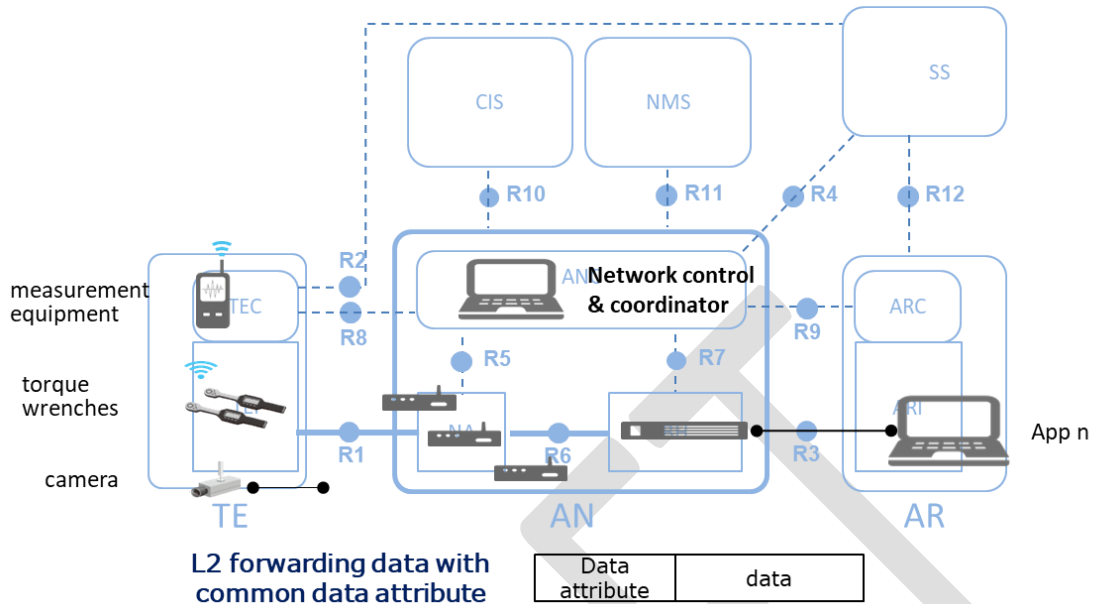 SS
CIS
NMS
R10
R11
R4
R12
R2
measurement
equipment
TEC
Network control
& coordinator
ARC
R8
R9
R5
R7
torque
wrenches
NA
ARI
App n
R1
R6
R3
camera
TE
AN
AR
L2 forwarding data with
common data attribute
Data
attribute
data